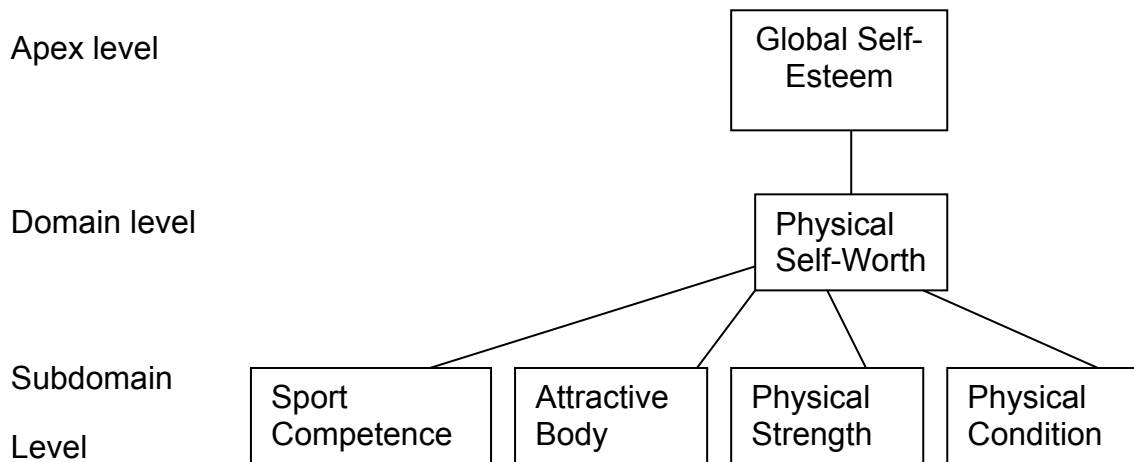 Apex level
Global Self-
Esteem
Domain level
Physical
Self-Worth
Subdomain
Level
Sport
Competence
Attractive
Body
Physical
Strength
Physical
Condition